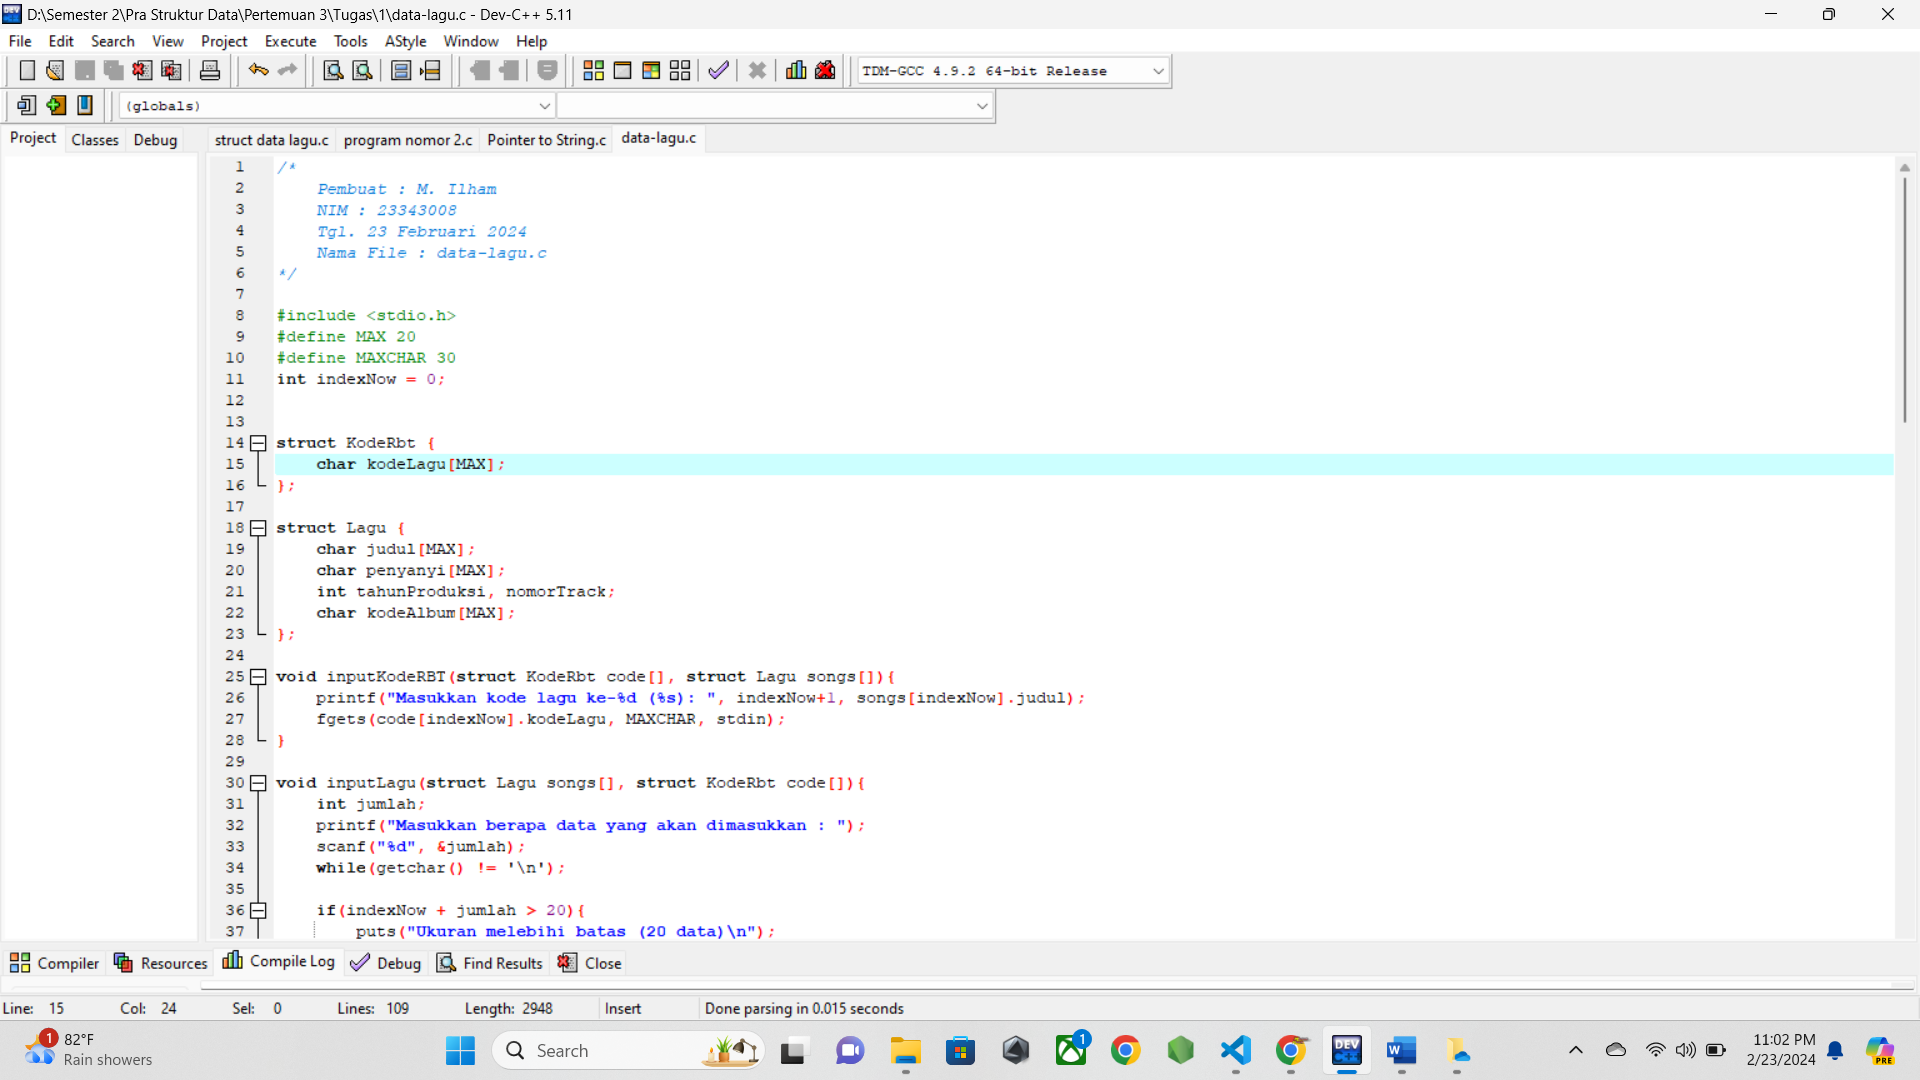 D:\Semester 2\Pra Struktur Data\Pertemuan 3\Tugas\1\data-lagu.c - Dev-C++ 5.11
File Edit Search View Project Execute Tools AStyle Window Help
TDM-GCC 4.9.2 64-bit Release
(globals)
Project Classes Debug struct data lagu.c program nomor 2.c Pointer to String.c data-lagu.c
1 /*
2 Pembuat : M. Ilham
3 NIM : 23343008
4 Tgl. 23 Februari 2024
5 Nama File : data-lagu.c
6 */
7
8 #include <stdio.h>
9 #define MAX 20
10 #define MAXCHAR 30
11 int indexNow = 0;
12
13
14 struct KodeRbt {
15 char kodeLagu[MAX];
16 };
17
18 struct Lagu {
19 char judul[MAX];
20 char penyanyi[MAX];
21 int tahunProduksi, nomorTrack;
22 char kodeAlbum[MAX];
23 };
24
25 void inputKodeRBT(struct KodeRbt code[], struct Lagu songs[]){
26 printf("Masukkan kode lagu ke-%d (%s): ", indexNow+1, songs[indexNow].judul);
27 fgets(code[indexNow].kodeLagu, MAXCHAR, stdin);
28 }
29
30 void inputLagu(struct Lagu songs[], struct KodeRbt code[]){
31 int jumlah;
32 printf("Masukkan berapa data yang akan dimasukkan : ");
33 scanf("%d", &jumlah);
34 while(getchar() != '\n');
35
36 if(indexNow + jumlah > 20){
37 puts("Ukuran melebihi batas (20 data)\n");
Compiler Resources Compile Log Debug Find Results Close
Line: 15 Col: 24 Sel: 0 Lines: 109 Length: 2948 Insert Done parsing in 0.015 seconds
1 82°F
Rain showers
Search
1
DEV C++
W
11:02 PM
2/23/2024
PRE